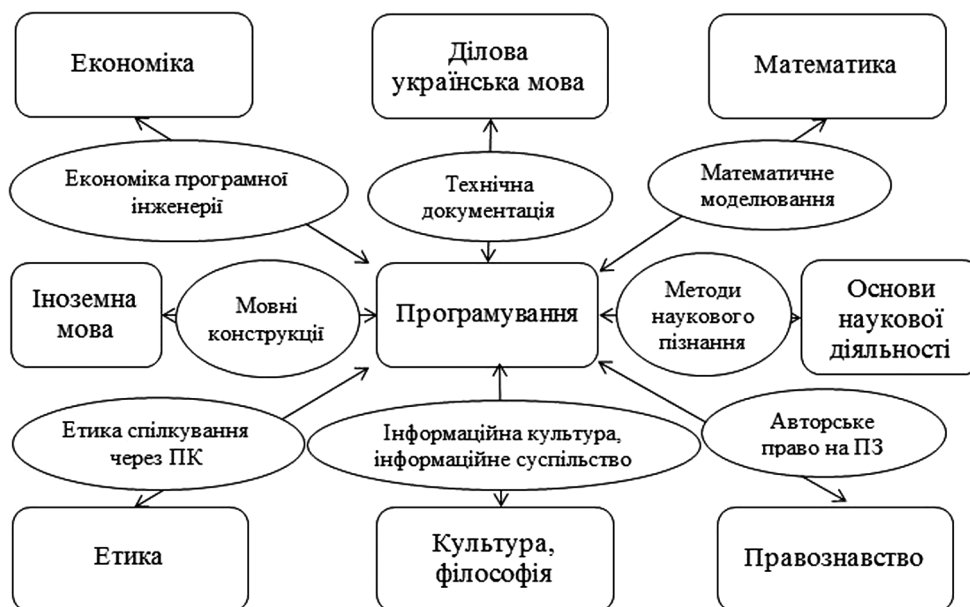 Економіка
Ділова
українська мова
Математика
Економіка програмної
інженерії
Технічна
документація
Математичне
моделювання
Іноземна
мова
Мовні
конструкції
Програмування
Методи
наукового
пізнання
Основи
наукової
діяльності
Етика спілкування
через ПК
Інформаційна культура,
інформаційне суспільство
Авторське
право на ПЗ
Етика
Культура,
філософія
Правознавство